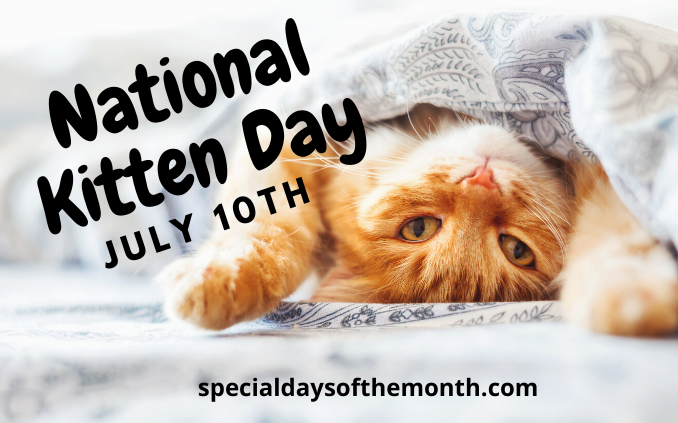 National
Kitten Day
JULY 10TH
specialdaysofthemonth.com